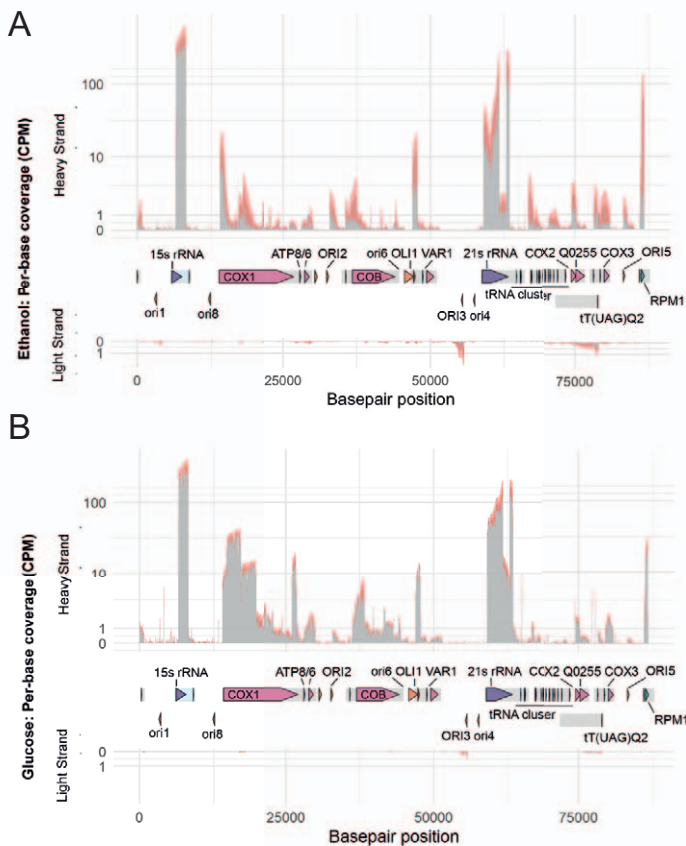 A
Ethanol: Per-base coverage (CPM)
Heavy Strand
100
10
1
0
15s rRNA
ATP8/6
ORI2
ori6 OLI1 VAR1
21s rRNA
COX2 Q0255
COX3
ORI5
COX1
COB
ori1
ori8
ORI3 ori4
tRNA cluster
tT(UAG)Q2
RPM1
Light Strand
0
1
0
25000
50000
75000
Basepair position
B
Glucose: Per-base coverage (CPM)
Heavy Strand
100
10
1
0
15s rRNA
ATP8/6
ORI2
ori6 OLI1 VAR1
21s rRNA
COX2 Q0255
COX3
ORI5
COX1
COB
ori1
ori8
ORI3 ori4
tRNA cluser
tT(UAG)Q2
RPM1
Light Strand
0
1
0
25000
50000
75000
Basepair position